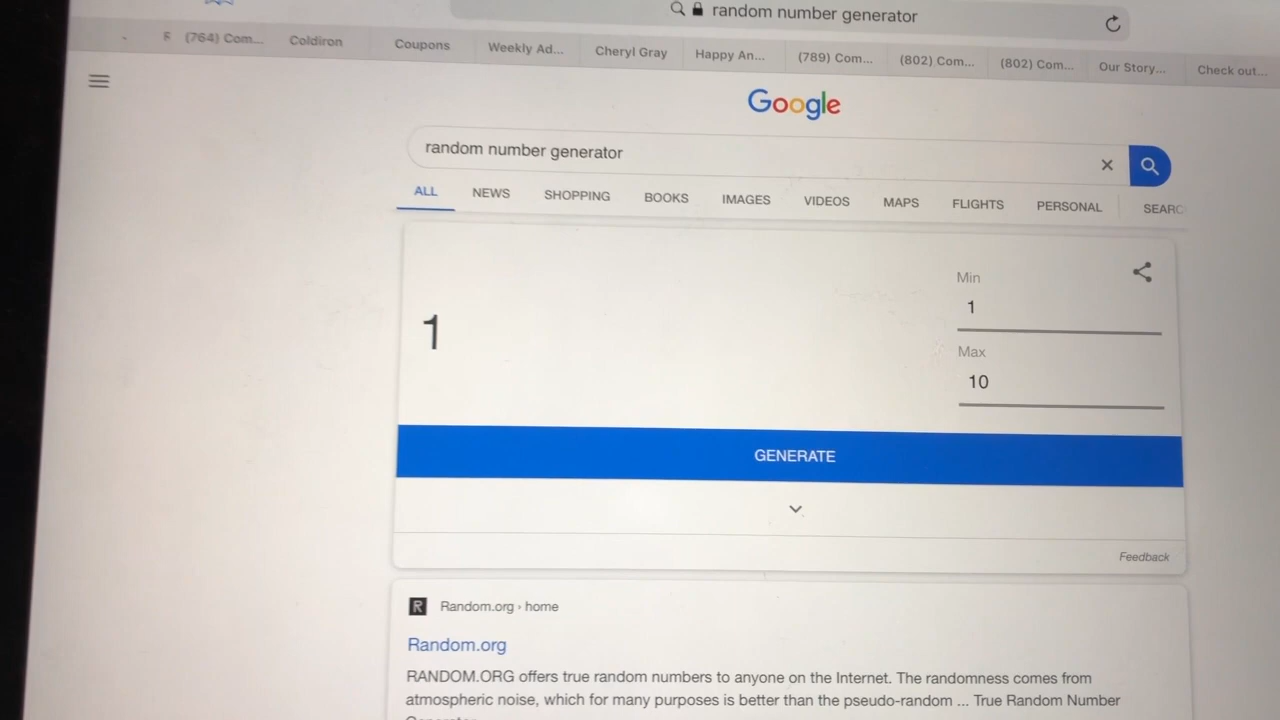 random number generator
(764) Com...
Coldiron
Coupons
Weekly Ad...
Cheryl Gray
Happy An...
(789) Com...
(802) Com...
(802) Com...
Our Story...
Check out...
Google
random number generator
ALL
NEWS
SHOPPING
BOOKS
IMAGES
VIDEOS
MAPS
FLIGHTS
PERSONAL
SEARC
1
Min
1
Max
10
GENERATE
Feedback
R
Random.org › home
Random.org
RANDOM.ORG offers true random numbers to anyone on the Internet. The randomness comes from
atmospheric noise, which for many purposes is better than the pseudo-random ... True Random Number